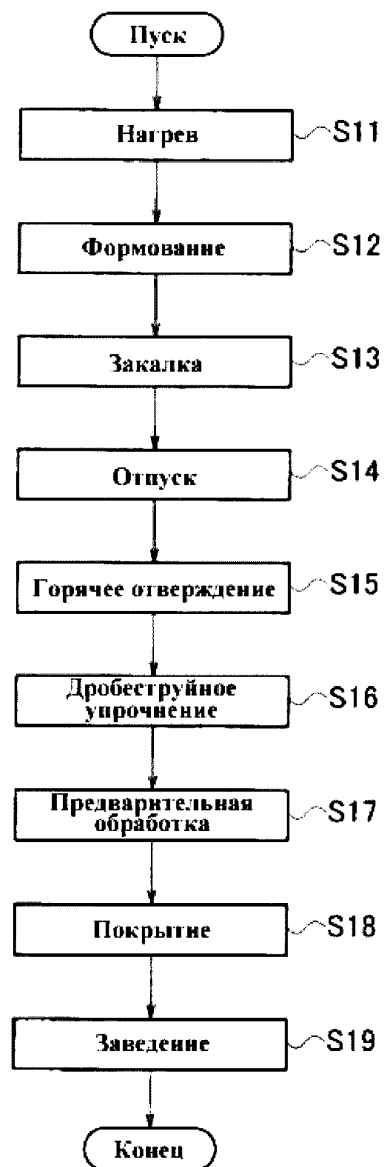 Пуск
Нагрев
S11
Формование
S12
Закалка
S13
Отпуск
S14
Горячее отверждение
S15
Дробеструйное
упрочнение
S16
Предварительная
обработка
S17
Покрытие
S18
Заведение
S19
Конец